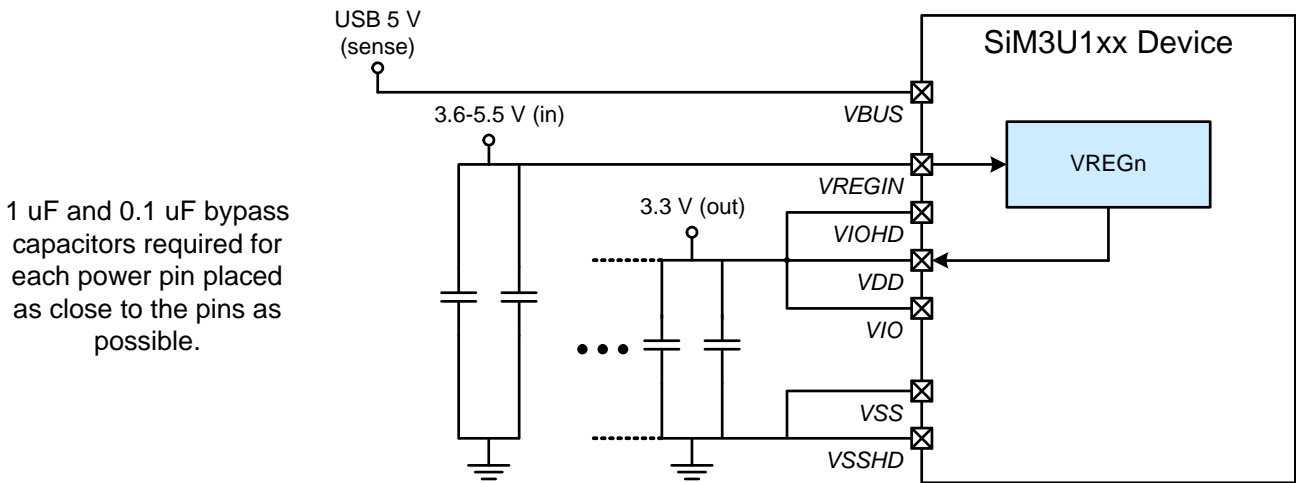 USB 5 V
(sense)
SiM3U1xx Device
VBUS
3.6-5.5 V (in)
VREGn
VREGIN
1 uF and 0.1 uF bypass
capacitors required for
each power pin placed
as close to the pins as
possible.
3.3 V (out)
VIOHD
VDD
VIO
VSS
VSSHD